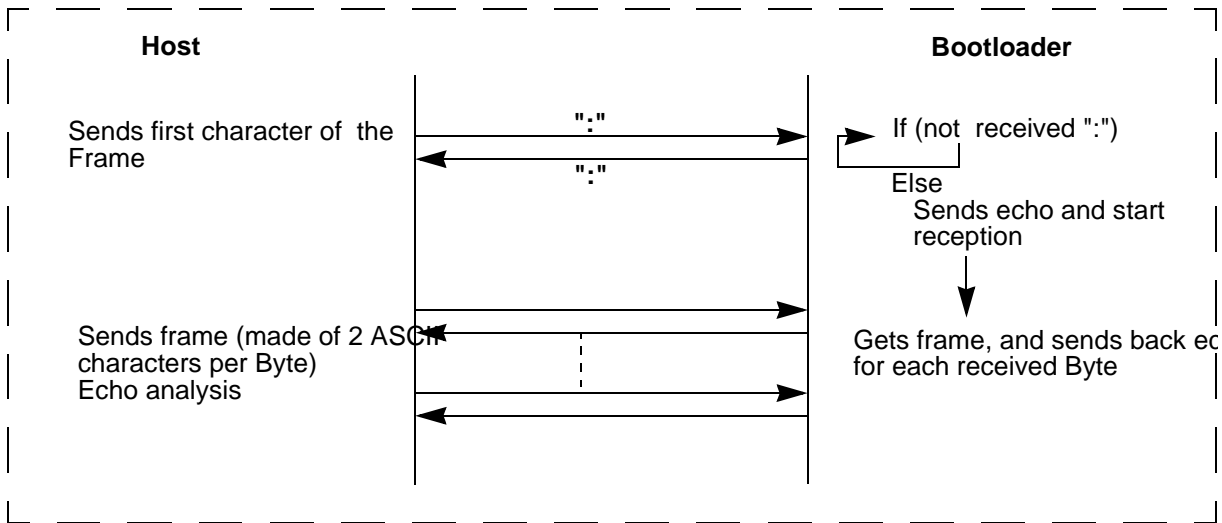 Host
Bootloader
Sends first character of the
Frame
":"
":"
If (not received ":")
Else
Sends echo and start
reception
Sends frame (made of 2 ASCII
characters per Byte)
Echo analysis
Gets frame, and sends back
for each received Byte